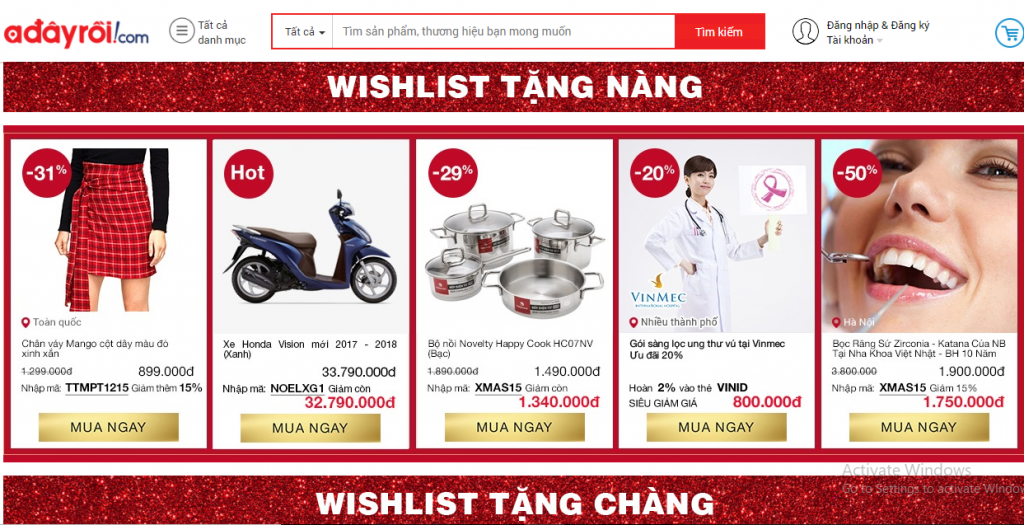 adâyrôi!.com
Tất cả
danh mục
Tất cả
Tìm sản phẩm, thương hiệu bạn mong muốn
Tìm kiếm
Đăng nhập & Đăng ký
Tài khoản
WISHLIST TẶNG NÀNG
-31%
Toàn quốc
Chân váy Mango cột dây màu đỏ
xinh xắn
1.299.000đ 899.000đ
Nhập mã: TTMPT1215 Giảm thêm 15%
MUA NGAY
Hot
Xe Honda Vision mới 2017 - 2018
(Xanh)
33.790.000đ
Nhập mã: NOELXG1 Giảm còn
32.790.000đ
MUA NGAY
-29%
Bộ nồi Novelty Happy Cook HC07NV
(Bạc)
1.890.000đ 1.490.000đ
Nhập mã: XMAS15 Giảm còn
1.340.000đ
MUA NGAY
-20%
VINMEC
INTERNATIONAL HOSPITAL
Nhiều thành phố
Gói sàng lọc ung thư vú tại Vinmec
Ưu đãi 20%
Hoàn 2% vào thẻ VINID
SIÊU GIẢM GIÁ 800.000đ
MUA NGAY
-50%
Hà Nội
Bọc Răng Sứ Zirconia - Katana Của NB
Tại Nha Khoa Việt Nhật - BH 10 Năm
3.800.000 1.900.000đ
Nhập mã: XMAS15 Giảm 15%
1.750.000đ
MUA NGAY
Activate Windows
Go to Settings to activate Windows
WISHLIST TẶNG CHÀNG